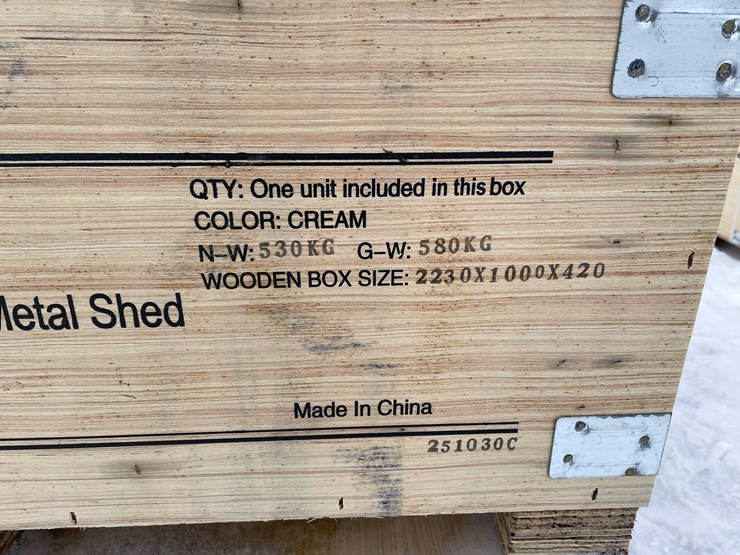 QTY: One unit included in this box
COLOR: CREAM
N-W: 530KG G-W: 580KG
WOODEN BOX SIZE: 2230X1000X420
Shed
Made In China
251030C